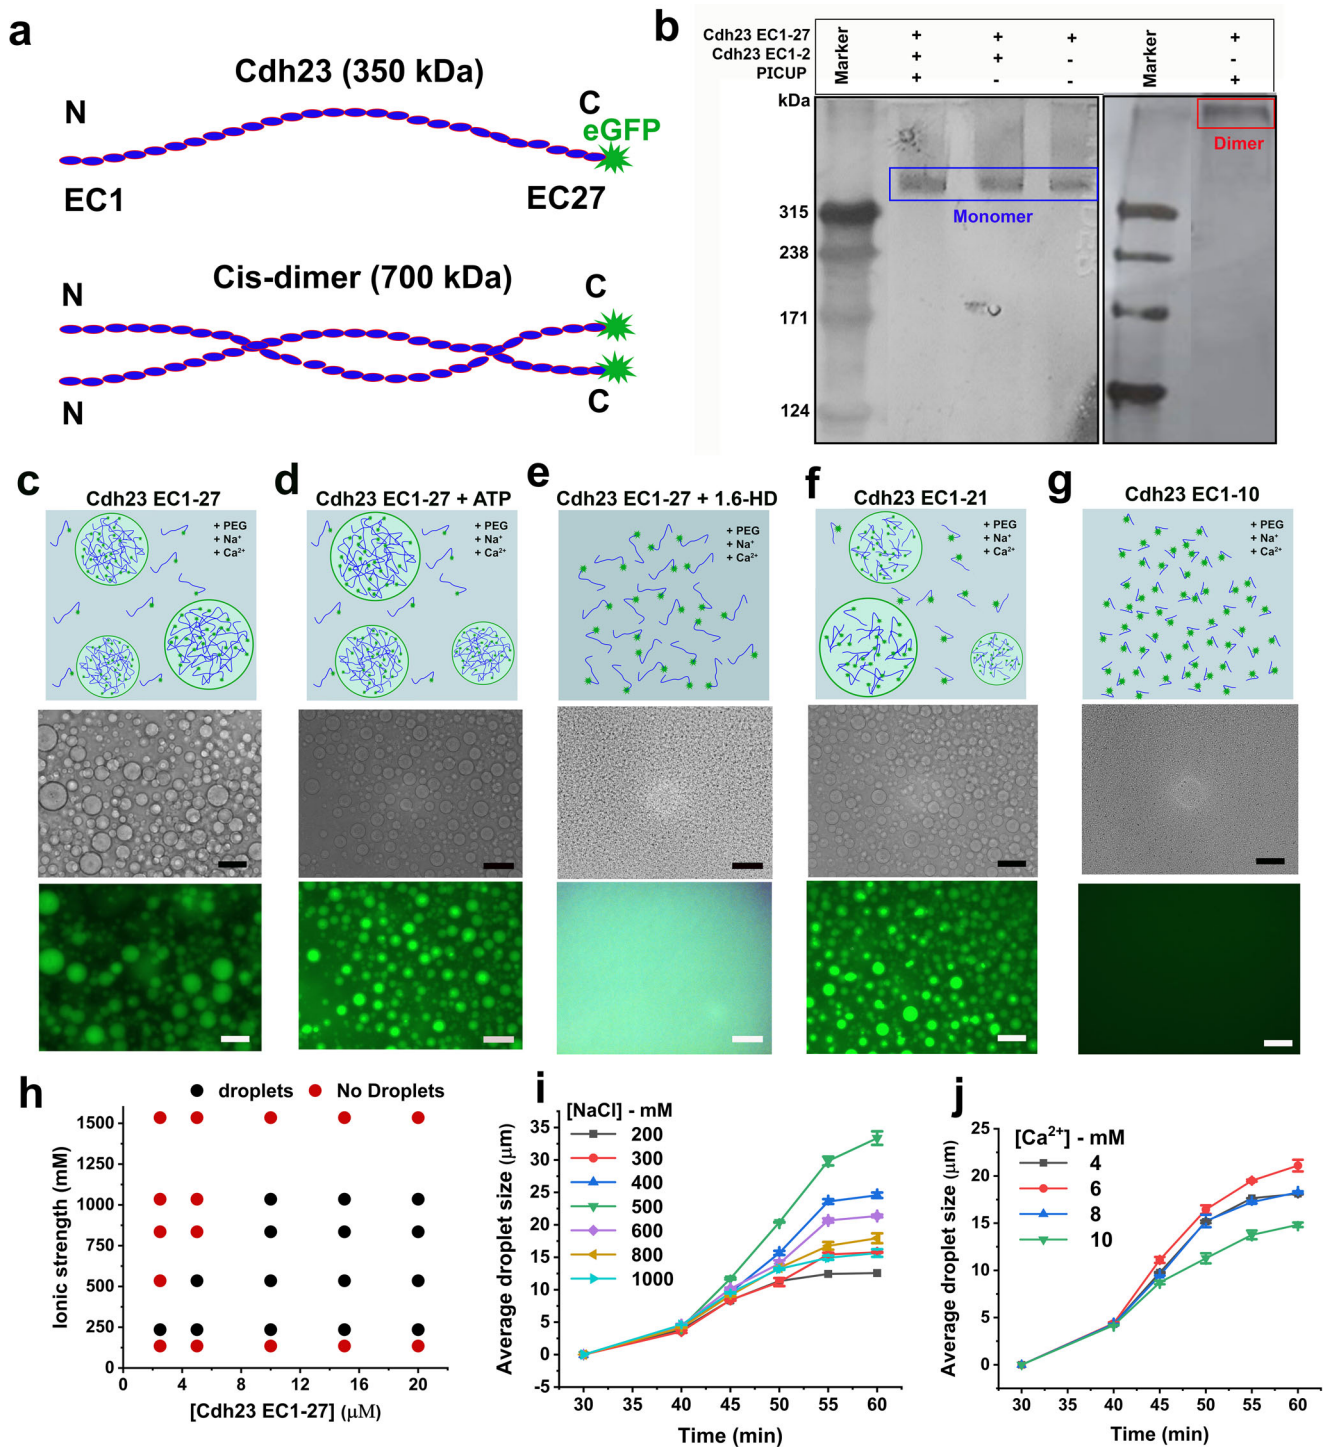 a
Cdh23 (350 kDa)
N
C
eGFP
EC1
EC27
Cis-dimer (700 kDa)
N
C
N
C
b
Cdh23 EC1-27 + + + +
Cdh23 EC1-2 + + - -
PICUP + - - +
Marker
Marker
kDa
315
238
171
124
Monomer
Dimer
c
Cdh23 EC1-27
+ PEG
+ Na⁺
+ Ca²⁺
d
Cdh23 EC1-27 + ATP
+ PEG
+ Na⁺
+ Ca²⁺
e
Cdh23 EC1-27 + 1.6-HD
+ PEG
+ Na⁺
+ Ca²⁺
f
Cdh23 EC1-21
+ PEG
+ Na⁺
+ Ca²⁺
g
Cdh23 EC1-10
+ PEG
+ Na⁺
+ Ca²⁺
h
droplets No Droplets
Ionic strength (mM)
1500
1250
1000
750
500
250
0
0 4 8 12 16 20
[Cdh23 EC1-27] (μM)
i
[NaCl] - mM
200
300
400
500
600
800
1000
Average droplet size (μm)
35
30
25
20
15
10
5
0
-5
30 35 40 45 50 55 60
Time (min)
j
[Ca²⁺] - mM
4
6
8
10
Average droplet size (μm)
25
20
15
10
5
0
30 35 40 45 50 55 60
Time (min)